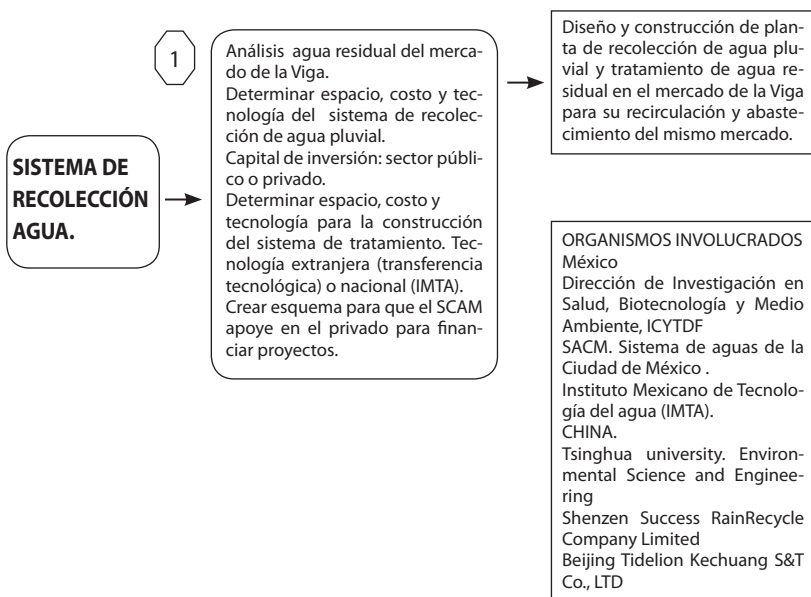 SISTEMA DE
RECOLECCIÓN
AGUA.
1
Análisis agua residual del merca-
do de la Viga.
Determinar espacio, costo y tec-
nología del sistema de recolec-
ción de agua pluvial.
Capital de inversión: sector públi-
co o privado.
Determinar espacio, costo y
tecnología para la construcción
del sistema de tratamiento. Tec-
nología extranjera (transferencia
tecnológica) o nacional (IMTA).
Crear esquema para que el SCAM
apoye en el privado para finan-
ciar proyectos.
Diseño y construcción de plan-
ta de recolección de agua plu-
vial y tratamiento de agua re-
sidual en el mercado de la Viga
para su recirculación y abaste-
cimiento del mismo mercado.
ORGANISMOS INVOLUCRADOS
México
Dirección de Investigación en
Salud, Biotecnología y Medio
Ambiente, ICYTDF
SACM. Sistema de aguas de la
Ciudad de México .
Instituto Mexicano de Tecnolo-
gía del agua (IMTA).
CHINA.
Tsinghua university. Environ-
mental Science and Enginee-
ring
Shenzen Success RainRecycle
Company Limited
Beijing Tidelion Kechuang S&T
Co., LTD